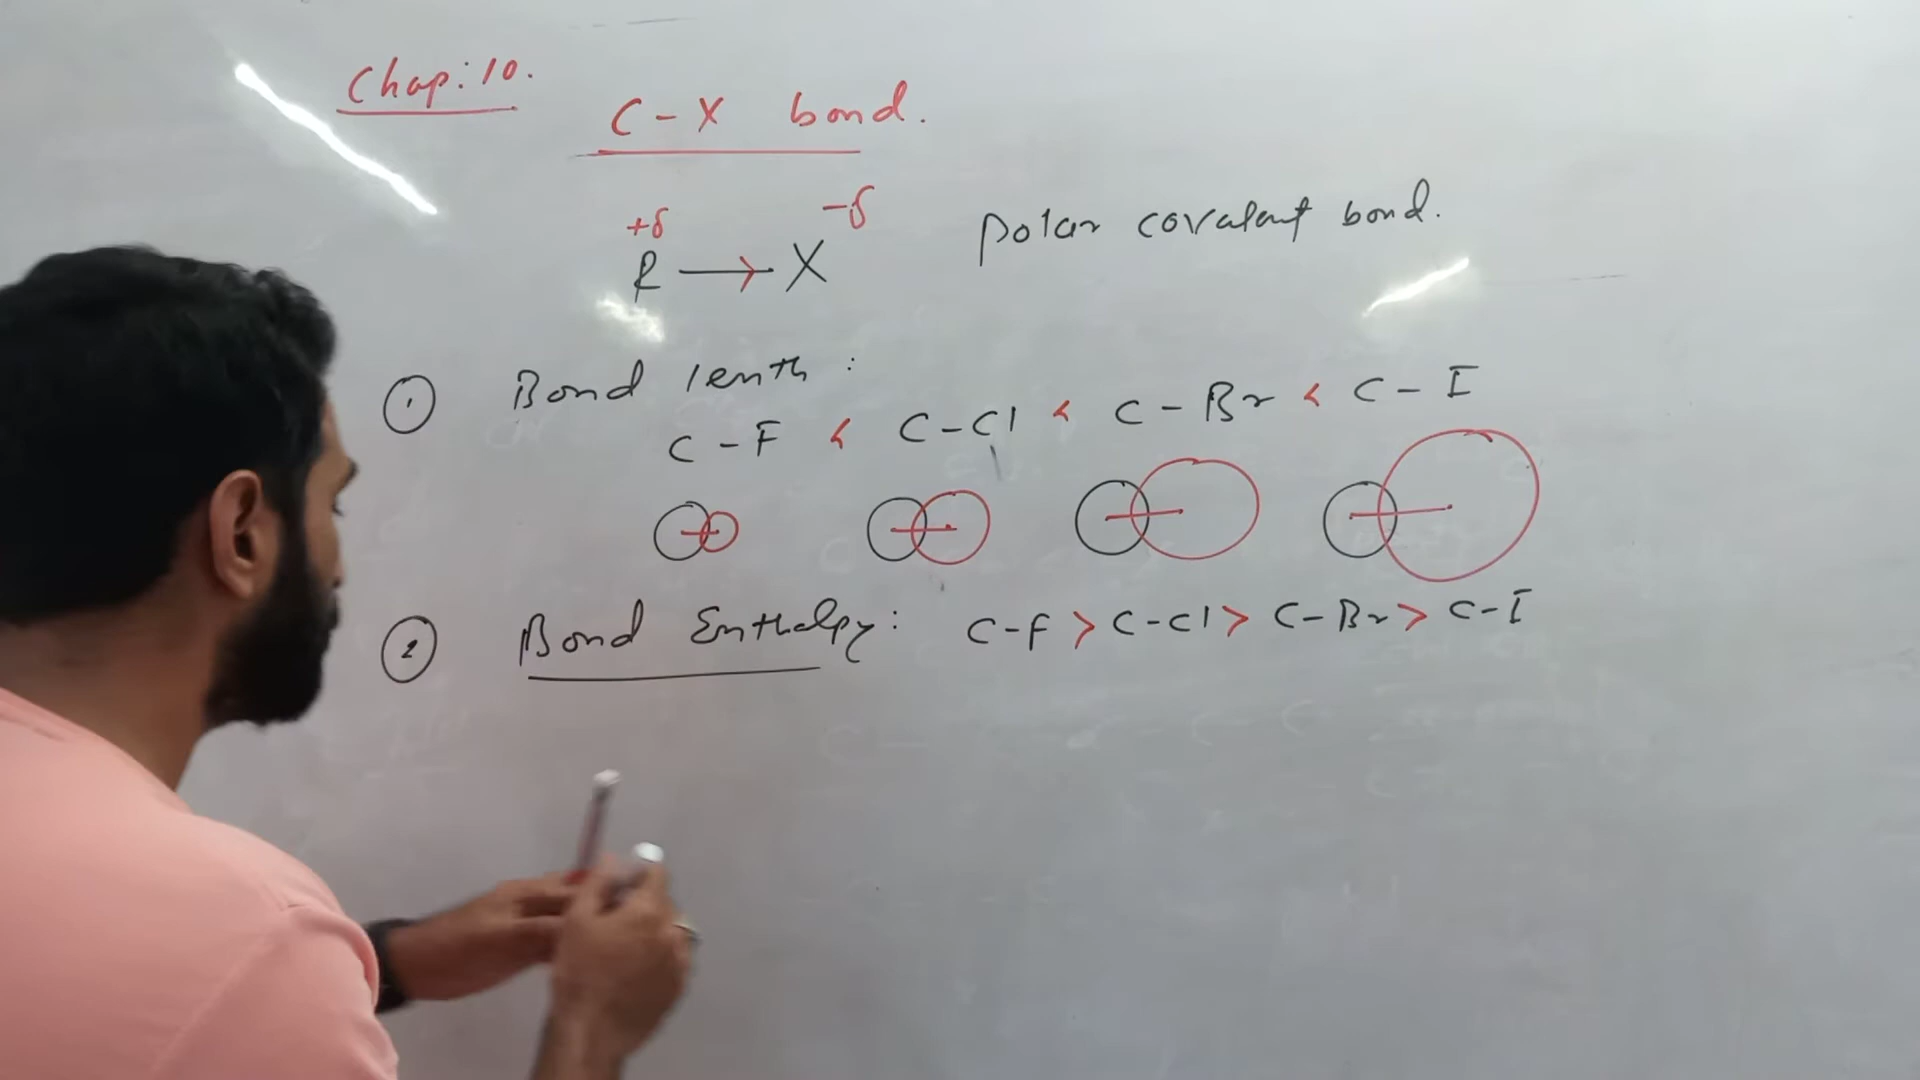 Chap: 10.
C - X bond.
+δ -δ
R → X polar covalent bond.
① Bond lenth :
C - F < C - Cl < C - Br < C - I
② Bond Enthalpy: C-F > C-Cl > C-Br > C-I